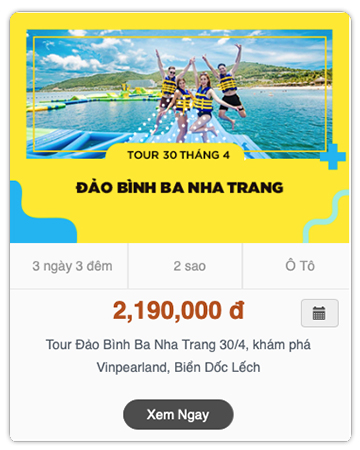 TOUR 30 THÁNG 4
ĐẢO BÌNH BA NHA TRANG
3 ngày 3 đêm
2 sao
Ô Tô
2,190,000 đ
Tour Đảo Bình Ba Nha Trang 30/4, khám phá
Vinpearland, Biển Dốc Lếch
Xem Ngay